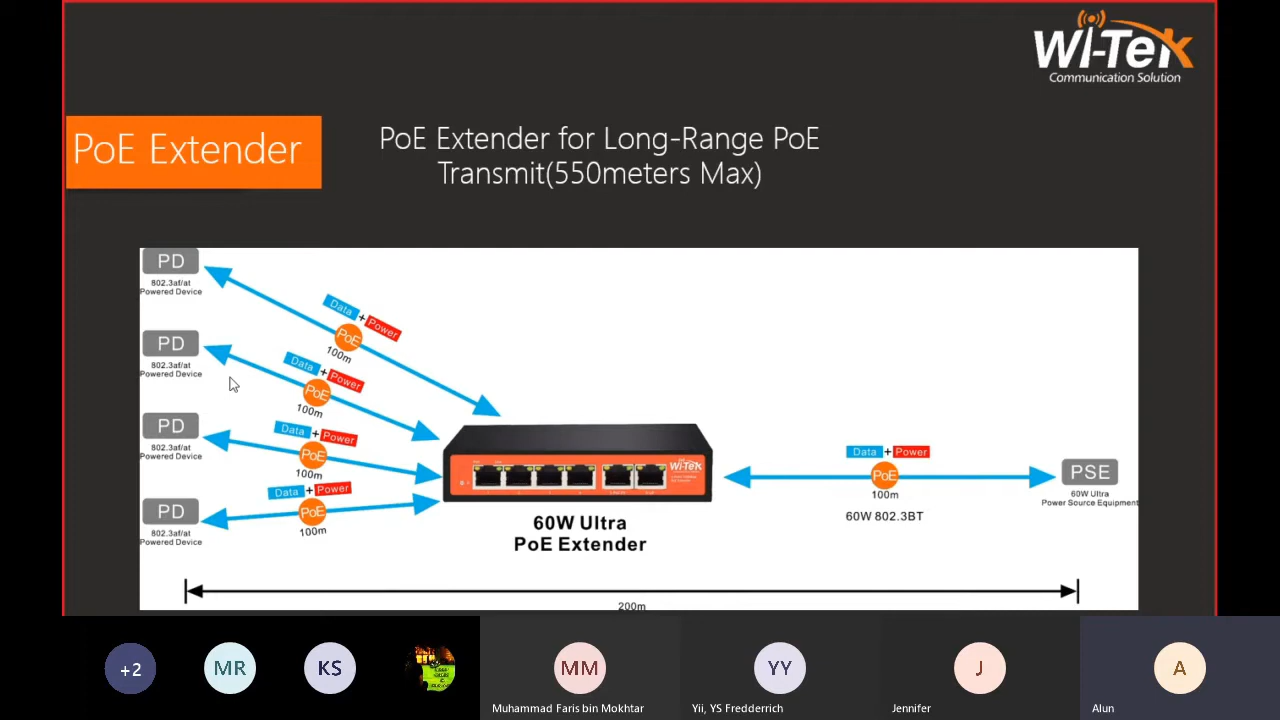 WI-Tek
Communication Solution
PoE Extender
PoE Extender for Long-Range PoE
Transmit(550meters Max)
PD
802.3af/at
Powered Device
Data + Power
PoE
100m
PD
802.3af/at
Powered Device
Data + Power
PoE
100m
PD
802.3af/at
Powered Device
Data + Power
PoE
100m
PD
802.3af/at
Powered Device
Data + Power
PoE
100m
WI-Tek
60W Ultra
PoE Extender
Data + Power
PoE
100m
60W 802.3BT
PSE
60W Ultra
Power Source Equipment
200m
+2
MR
KS
MM
Muhammad Faris bin Mokhtar
YY
Yii, YS Fredderrich
J
Jennifer
A
Alun